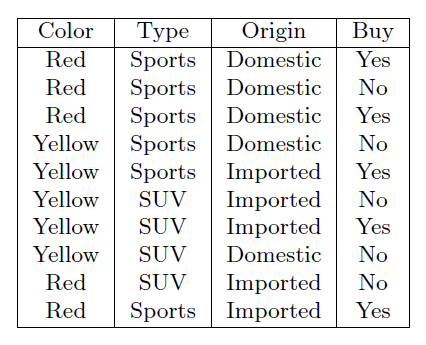 Color Type Origin Buy
Red Sports Domestic Yes
Red Sports Domestic No
Red Sports Domestic Yes
Yellow Sports Domestic No
Yellow Sports Imported Yes
Yellow SUV Imported No
Yellow SUV Imported Yes
Yellow SUV Domestic No
Red SUV Imported No
Red Sports Imported Yes